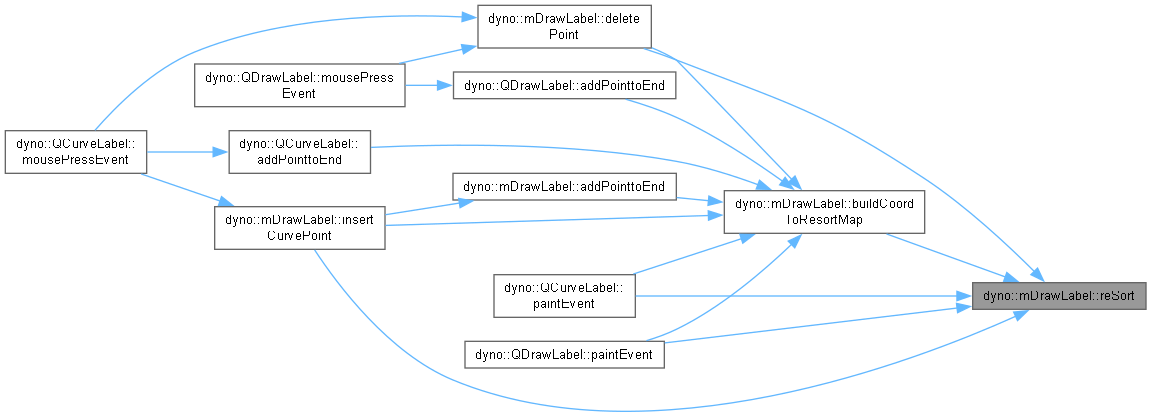 dyno::mDrawLabel::delete
Point
dyno::QDrawLabel::mousePress
Event
dyno::QDrawLabel::addPointtoEnd
dyno::QCurveLabel::
mousePressEvent
dyno::QCurveLabel::
addPointtoEnd
dyno::mDrawLabel::addPointtoEnd
dyno::mDrawLabel::buildCoord
ToResortMap
dyno::mDrawLabel::insert
CurvePoint
dyno::QCurveLabel::
paintEvent
dyno::mDrawLabel::reSort
dyno::QDrawLabel::paintEvent